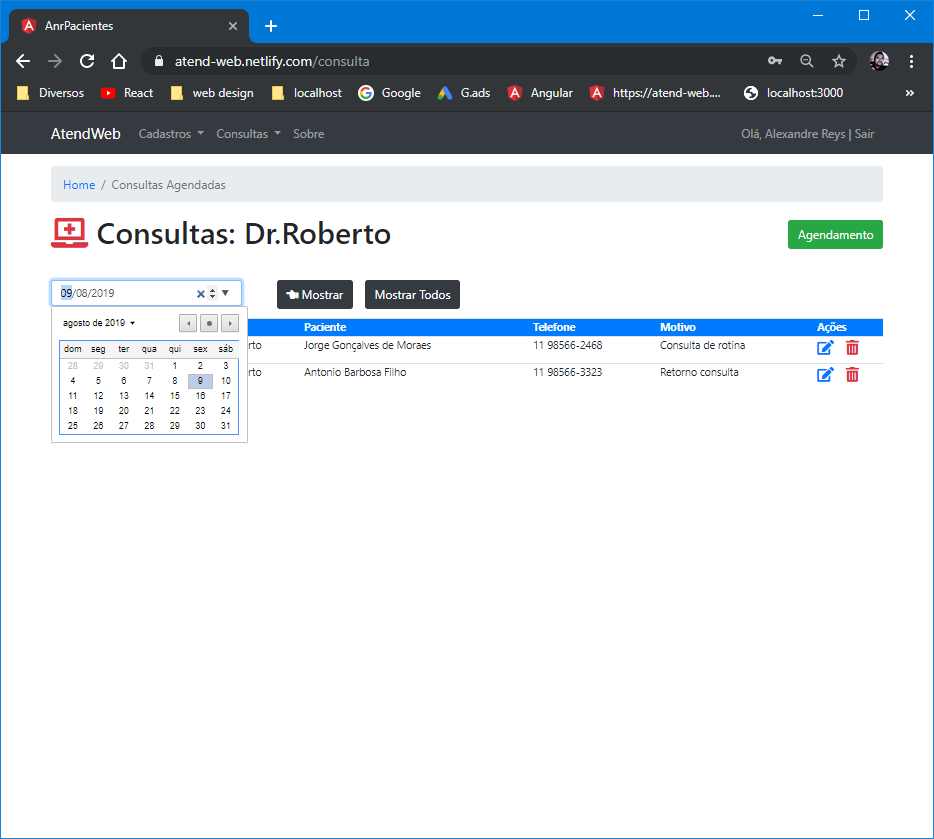 AnrPacientes
atend-web.netlify.com/consulta
Diversos React web design localhost Google G.ads Angular https://atend-web.... localhost:3000 »
AtendWeb Cadastros Consultas Sobre Olá, Alexandre Reys | Sair
Home / Consultas Agendadas
Consultas: Dr.Roberto Agendamento
09/08/2019 Mostrar Mostrar Todos
agosto de 2019
Paciente Telefone Motivo Ações
erto Jorge Gonçalves de Moraes 11 98566-2468 Consulta de rotina
erto Antonio Barbosa Filho 11 98566-3323 Retorno consulta
dom seg ter qua qui sex sáb
28 29 30 31 1 2 3
4 5 6 7 8 9 10
11 12 13 14 15 16 17
18 19 20 21 22 23 24
25 26 27 28 29 30 31